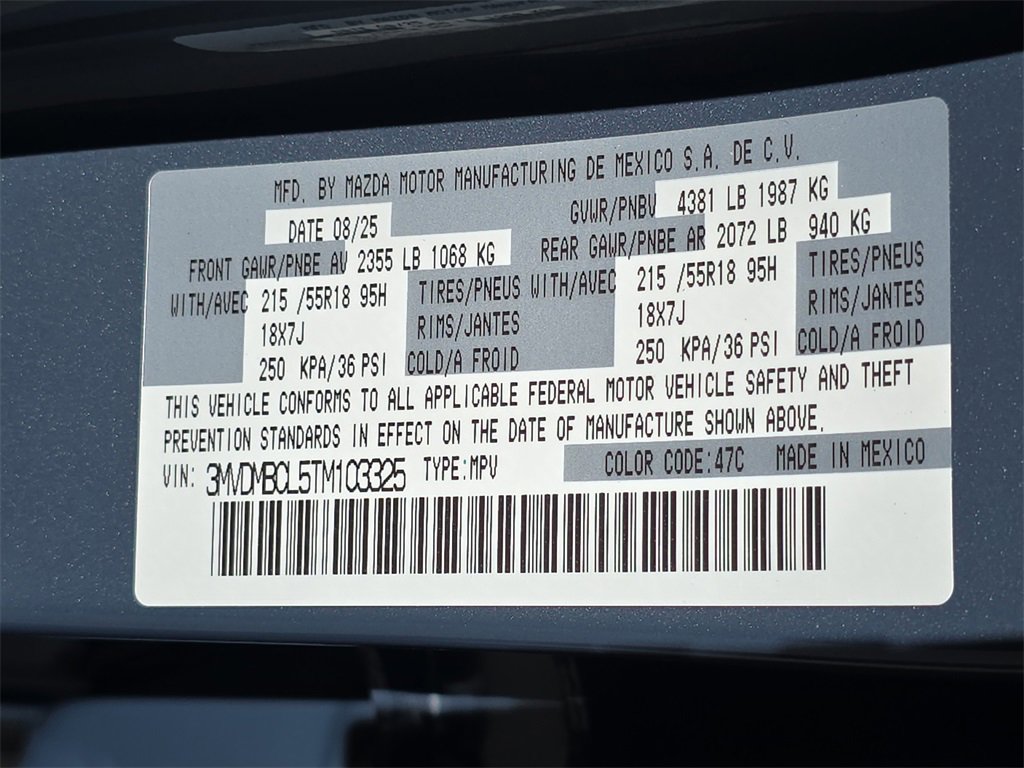 MFD. BY MAZDA MOTOR MANUFACTURING DE MEXICO S.A. DE C.V.
DATE 08/25 GVWR/PNBV 4381 LB 1987 KG
FRONT GAWR/PNBE AV 2355 LB 1068 KG REAR GAWR/PNBE AR 2072 LB 940 KG
WITH/AVEC 215 /55R18 95H TIRES/PNEUS WITH/AVEC 215 /55R18 95H TIRES/PNEUS
18X7J RIMS/JANTES 18X7J RIMS/JANTES
250 KPA/36 PSI COLD/A FROID 250 KPA/36 PSI COLD/A FROID
THIS VEHICLE CONFORMS TO ALL APPLICABLE FEDERAL MOTOR VEHICLE SAFETY AND THEFT
PREVENTION STANDARDS IN EFFECT ON THE DATE OF MANUFACTURE SHOWN ABOVE.
VIN: 3MVDMBCL5TM103325 TYPE:MPV COLOR CODE:47C MADE IN MEXICO